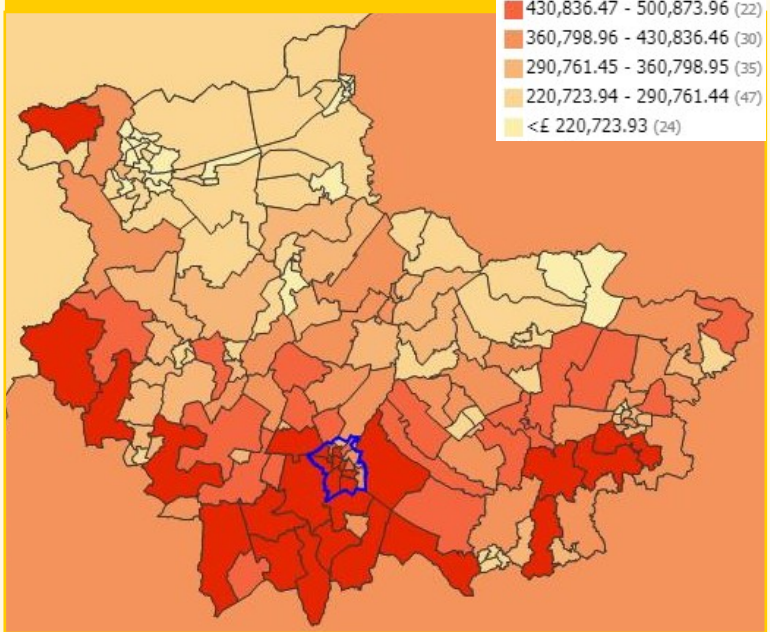 430,836.47 - 500,873.96 (22)
360,798.96 - 430,836.46 (30)
290,761.45 - 360,798.95 (35)
220,723.94 - 290,761.44 (47)
<£ 220,723.93 (24)